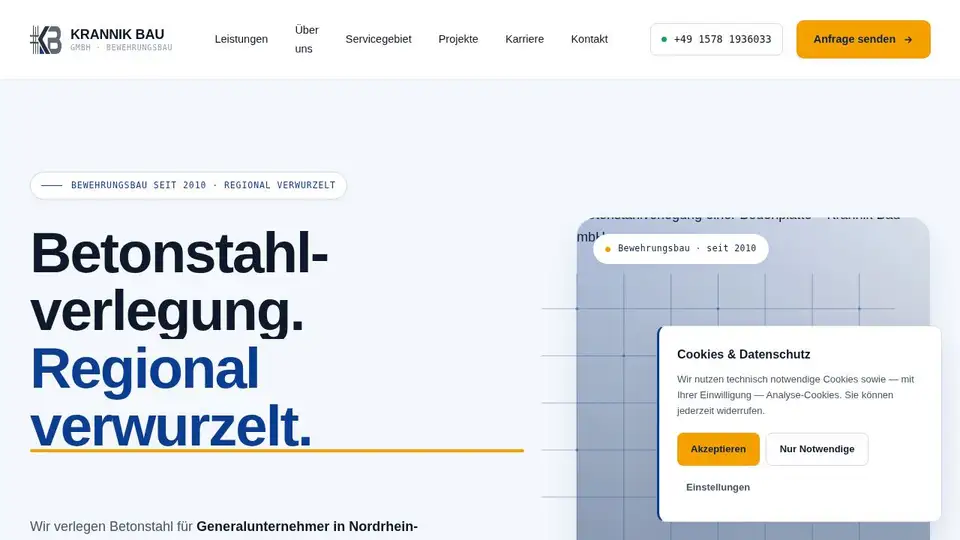 KRANNIK BAU
GMBH · BEWEHRUNGSBAU
Leistungen
Über
uns
Servicegebiet
Projekte
Karriere
Kontakt
+49 1578 1936033
Anfrage senden →
BEWEHRUNGSBAU SEIT 2010 · REGIONAL VERWURZELT
Betonstahl-
verlegung.
Regional
verwurzelt.
Wir verlegen Betonstahl für Generalunternehmer in Nordrhein-
Krannik Bau
Bewehrungsbau · seit 2010
Cookies & Datenschutz
Wir nutzen technisch notwendige Cookies sowie — mit
Ihrer Einwilligung — Analyse-Cookies. Sie können
jederzeit widerrufen.
Akzeptieren
Nur Notwendige
Einstellungen